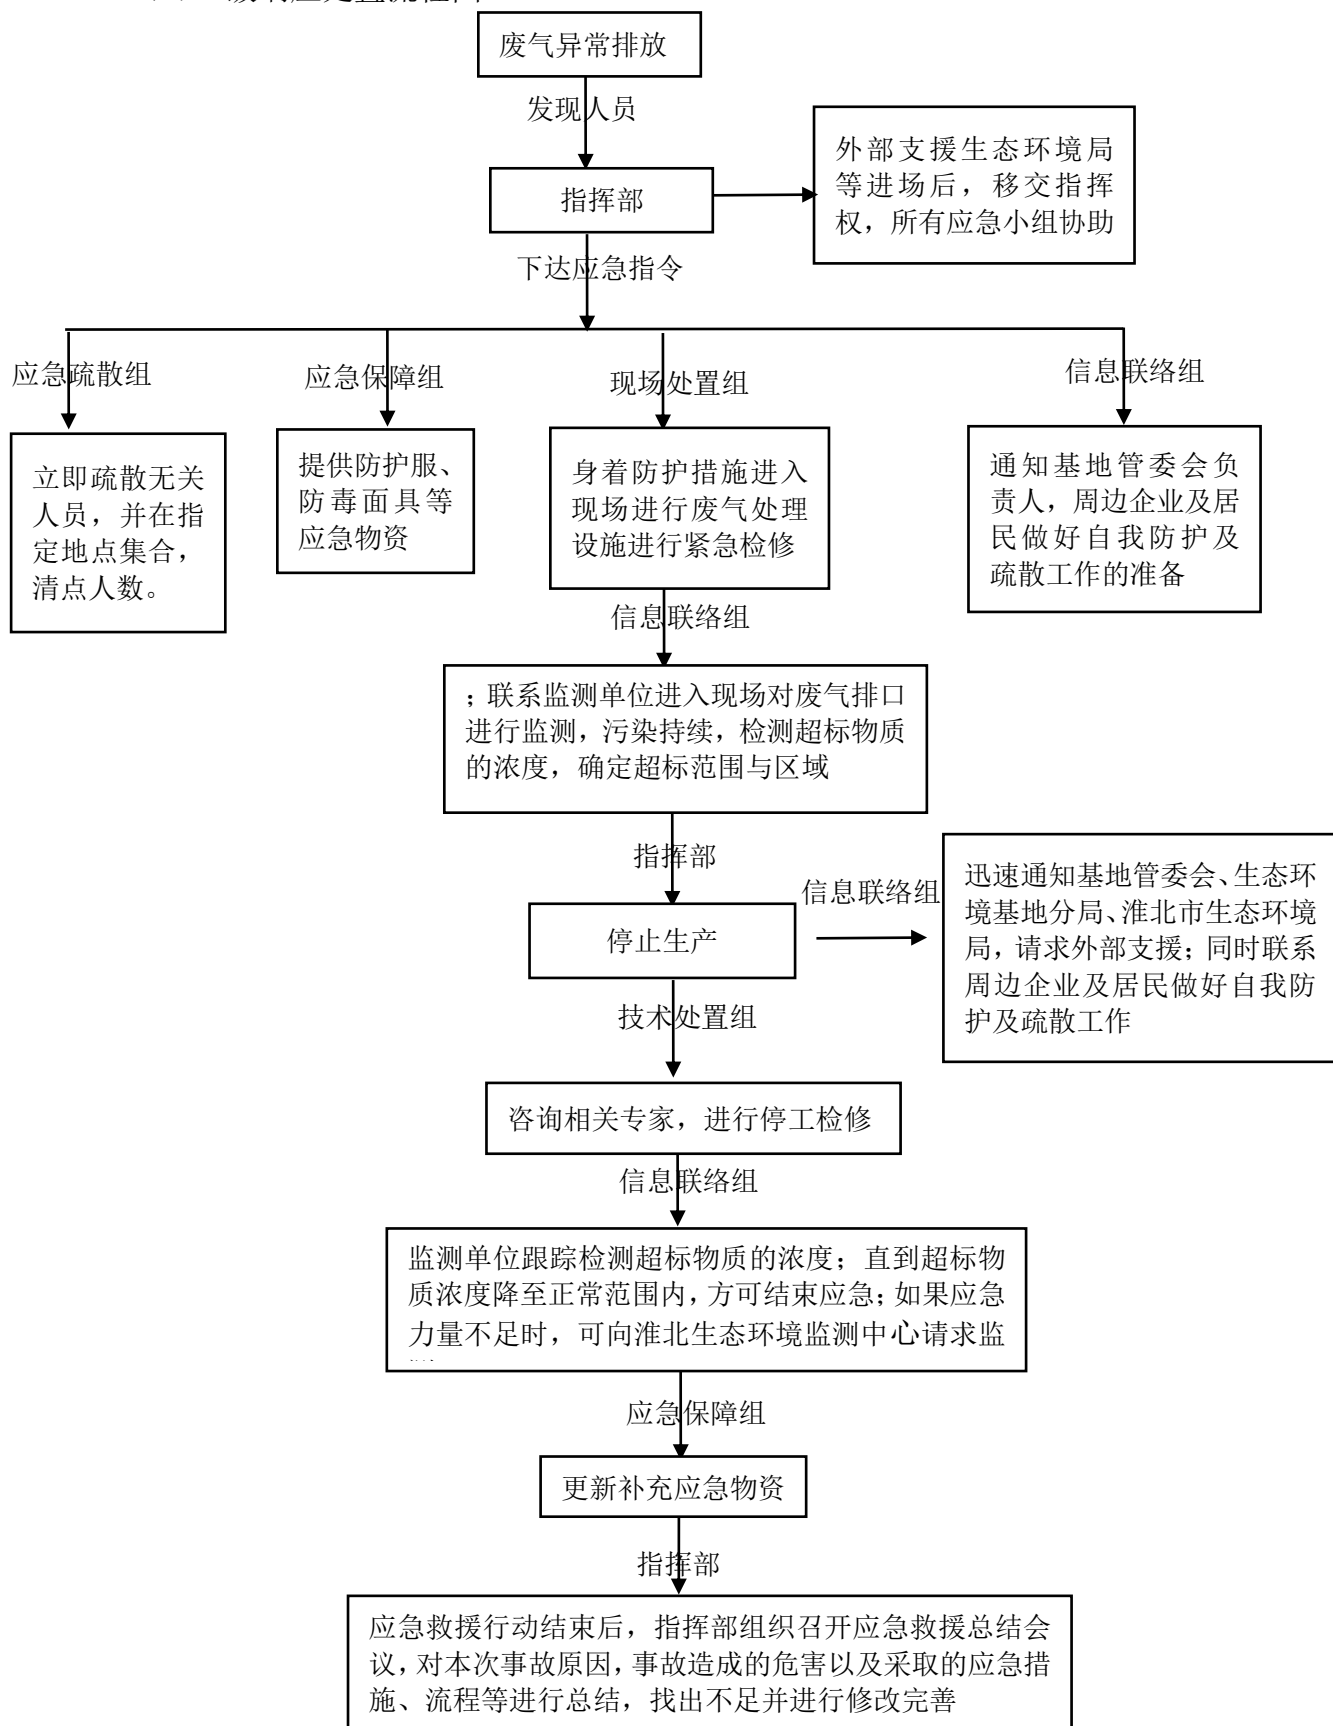 废气异常排放
发现人员
外部支援生态环境局
等进场后，移交指挥
权，所有应急小组协助
指挥部
下达应急指令
应急疏散组
应急保障组
现场处置组
信息联络组
立即疏散无关
人员，并在指
定地点集合，
清点人数。
提供防护服、
防毒面具等
应急物资
身着防护措施进入
现场进行废气处理
设施进行紧急检修
通知基地管委会负
责人，周边企业及居
民做好自我防护及
疏散工作的准备
信息联络组
；联系监测单位进入现场对废气排口
进行监测，污染持续，检测超标物质
的浓度，确定超标范围与区域
指挥部
停止生产
信息联络组
迅速通知基地管委会、生态环
境基地分局、淮北市生态环境
局，请求外部支援；同时联系
周边企业及居民做好自我防
护及疏散工作
技术处置组
咨询相关专家，进行停工检修
信息联络组
监测单位跟踪检测超标物质的浓度；直到超标物
质浓度降至正常范围内，方可结束应急；如果应急
力量不足时，可向淮北生态环境监测中心请求监
应急保障组
更新补充应急物资
指挥部
应急救援行动结束后，指挥部组织召开应急救援总结会
议，对本次事故原因，事故造成的危害以及采取的应急措
施、流程等进行总结，找出不足并进行修改完善